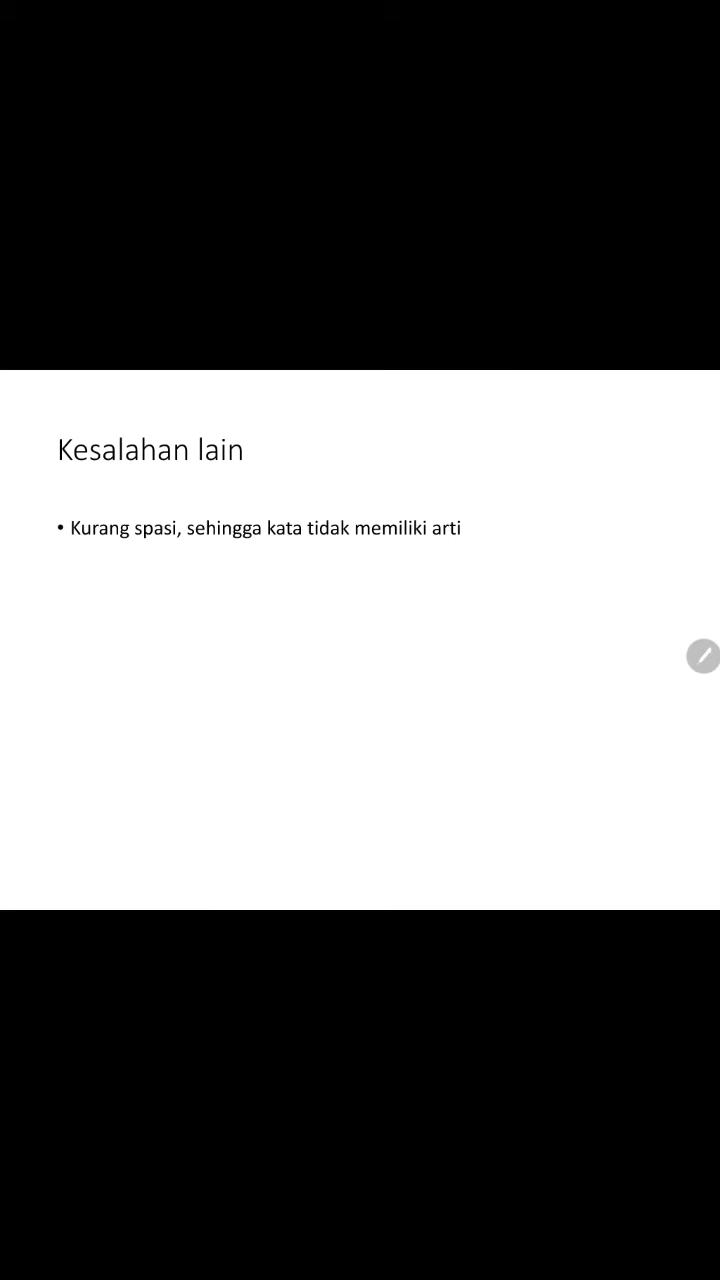 Kesalahan lain
• Kurang spasi, sehingga kata tidak memiliki arti